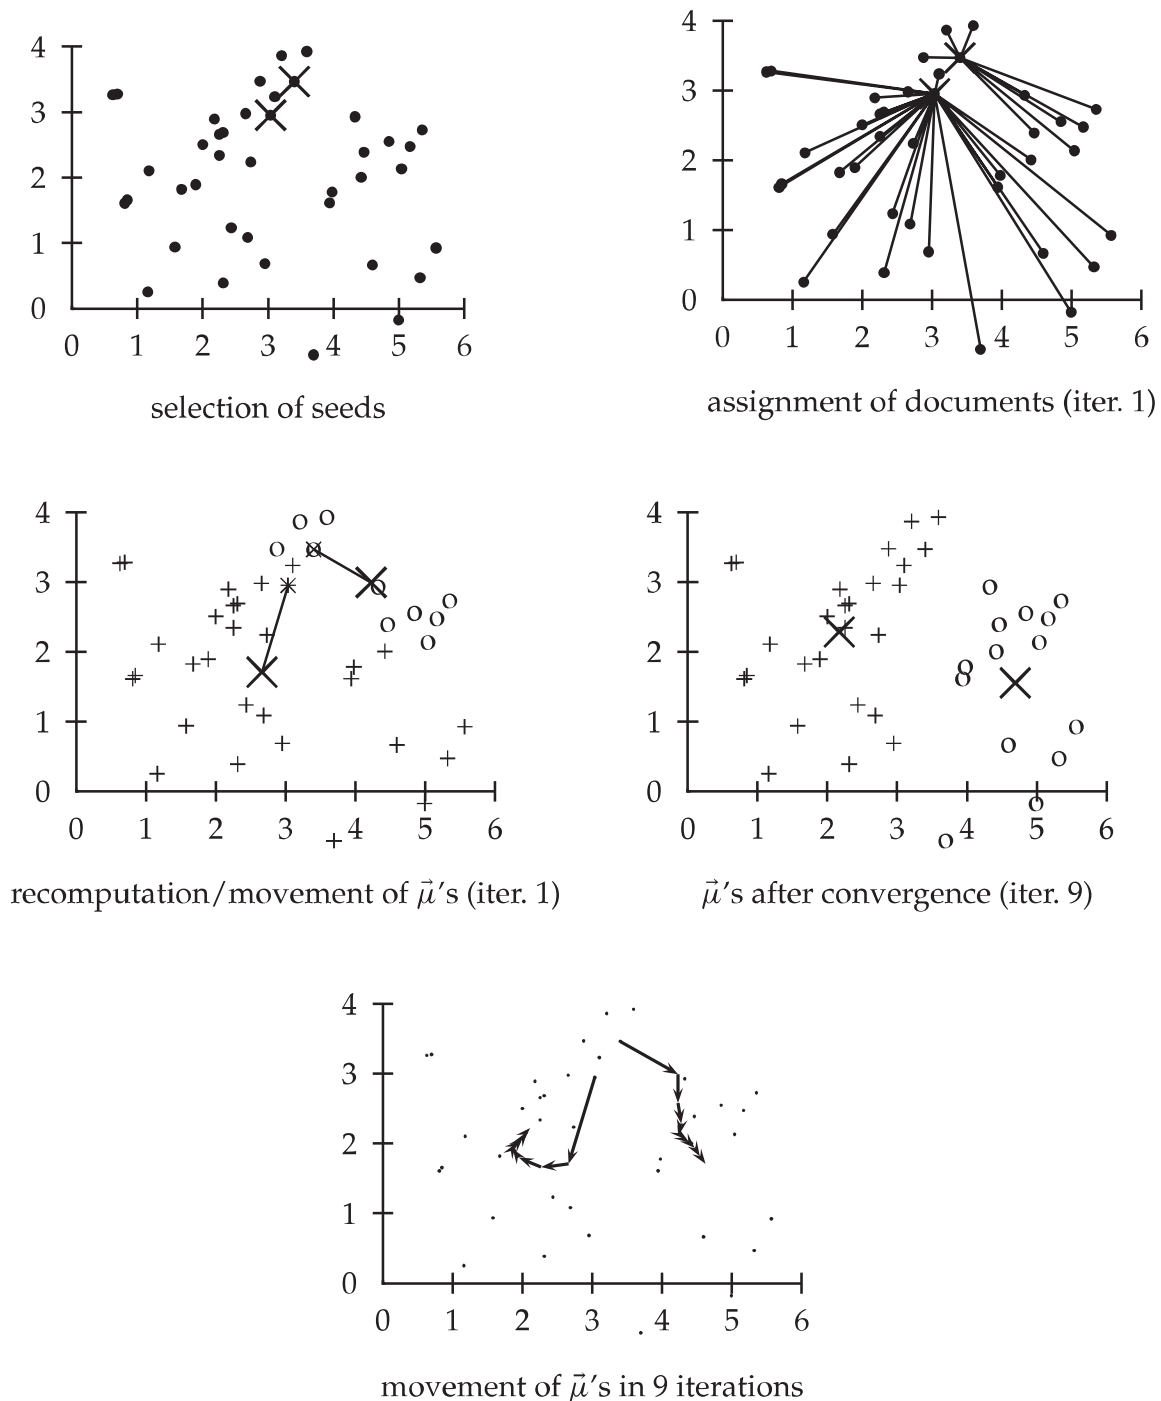 4
3
2
1
0
0 1 2 3 4 5 6
selection of seeds
4
3
2
1
0
0 1 2 3 4 5 6
assignment of documents (iter. 1)
4
3
2
1
0
0 1 2 3 4 5 6
recomputation/movement of μ⃗'s (iter. 1)
4
3
2
1
0
0 1 2 3 4 5 6
μ⃗'s after convergence (iter. 9)
4
3
2
1
0
0 1 2 3 4 5 6
movement of μ⃗'s in 9 iterations